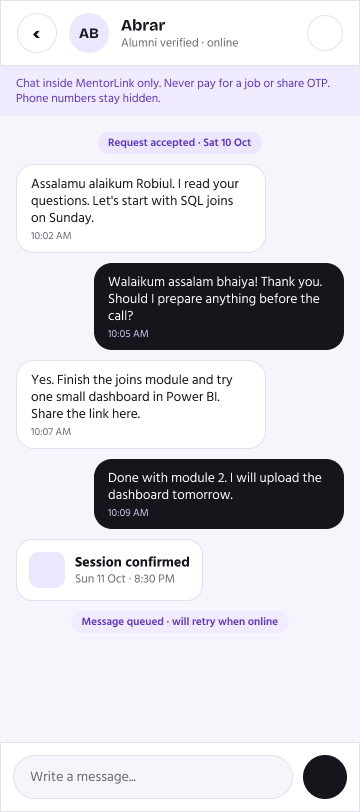 ‹
AB
Abrar
Alumni verified · online
Chat inside MentorLink only. Never pay for a job or share OTP.
Phone numbers stay hidden.
Request accepted · Sat 10 Oct
Assalamu alaikum Robiul. I read your
questions. Let's start with SQL joins
on Sunday.
10:02 AM
Walaikum assalam bhaiya! Thank you.
Should I prepare anything before the
call?
10:05 AM
Yes. Finish the joins module and try
one small dashboard in Power BI.
Share the link here.
10:07 AM
Done with module 2. I will upload the
dashboard tomorrow.
10:09 AM
Session confirmed
Sun 11 Oct · 8:30 PM
Message queued · will retry when online
Write a message...